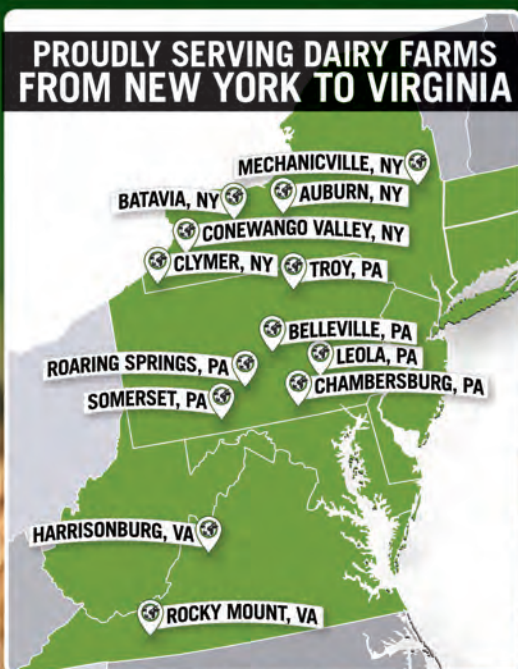 PROUDLY SERVING DAIRY FARMS
FROM NEW YORK TO VIRGINIA
MECHANICVILLE, NY
BATAVIA, NY
AUBURN, NY
CONEWANGO VALLEY, NY
CLYMER, NY
TROY, PA
BELLEVILLE, PA
LEOLA, PA
ROARING SPRINGS, PA
CHAMBERSBURG, PA
SOMERSET, PA
HARRISONBURG, VA
ROCKY MOUNT, VA